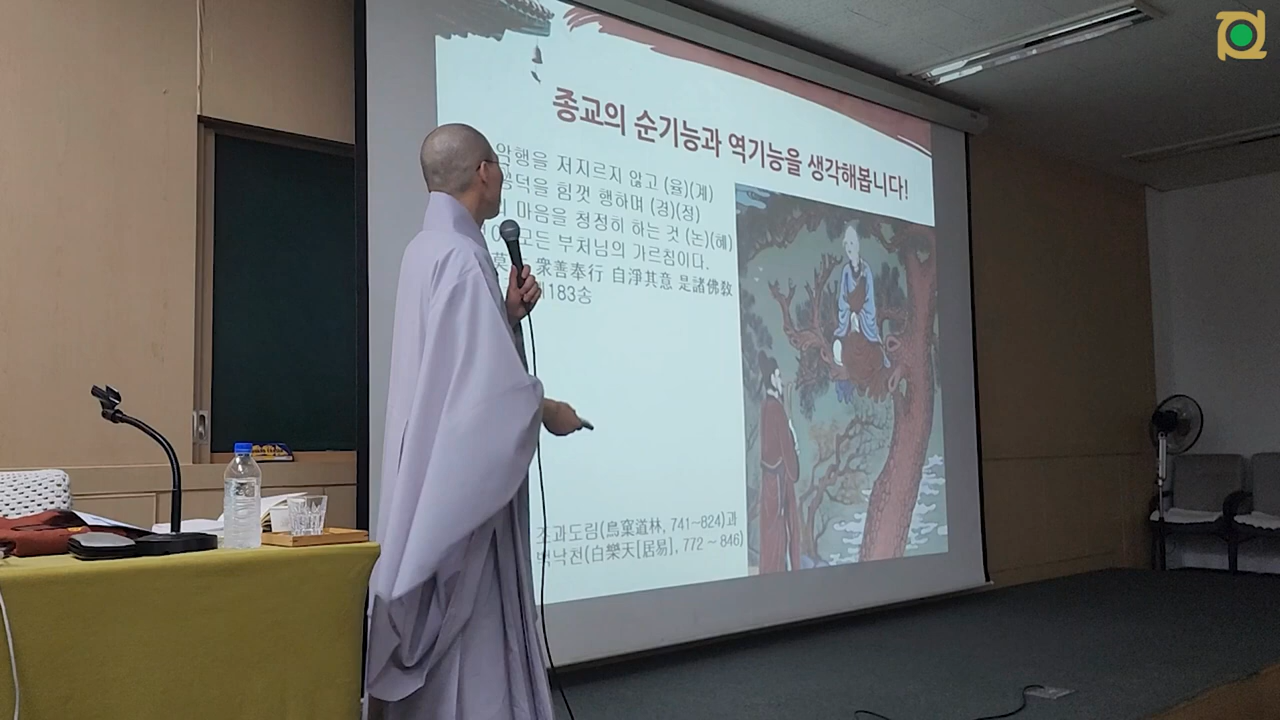 종교의 순기능과 역기능을 생각해봅니다!
악행을 저지르지 않고 (율)(계)
공덕을 힘껏 행하며 (경)(정)
마음을 청정히 하는 것 (논)(혜)
모든 부처님의 가르침이다.
莫 衆善奉行 自淨其意 是諸佛敎
183송
조과도림(鳥窠道林, 741~824)과
백낙천(白樂天[居易], 772 ~ 846)